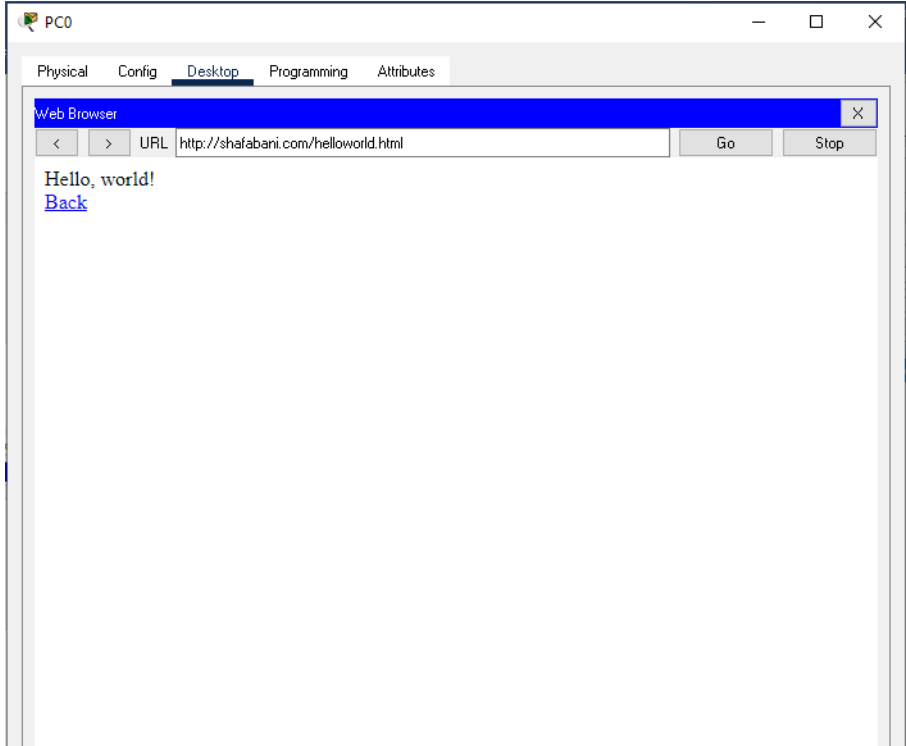 PC0
Physical Config Desktop Programming Attributes
Web Browser X
< > URL http://shafabani.com/helloworld.html Go Stop
Hello, world!
Back